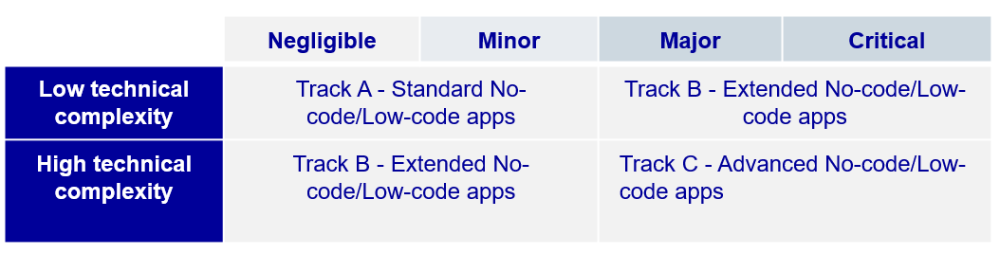 Negligible Minor Major Critical
Low technical Track A - Standard No- Track B - Extended No-code/Low-
complexity code/Low-code apps code apps
High technical Track B - Extended No- Track C - Advanced No-code/Low-
complexity code/Low-code apps code apps